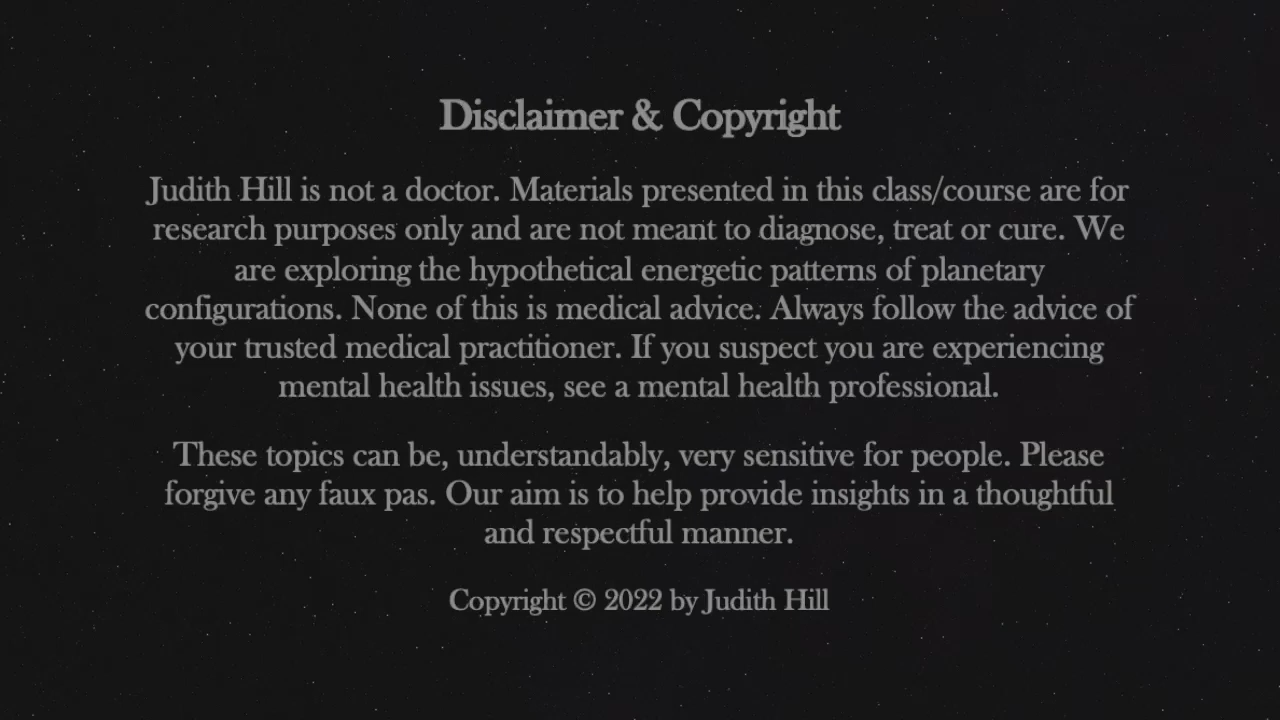 Disclaimer & Copyright
Judith Hill is not a doctor. Materials presented in this class/course are for
research purposes only and are not meant to diagnose, treat or cure. We
are exploring the hypothetical energetic patterns of planetary
configurations. None of this is medical advice. Always follow the advice of
your trusted medical practitioner. If you suspect you are experiencing
mental health issues, see a mental health professional.
These topics can be, understandably, very sensitive for people. Please
forgive any faux pas. Our aim is to help provide insights in a thoughtful
and respectful manner.
Copyright © 2022 by Judith Hill